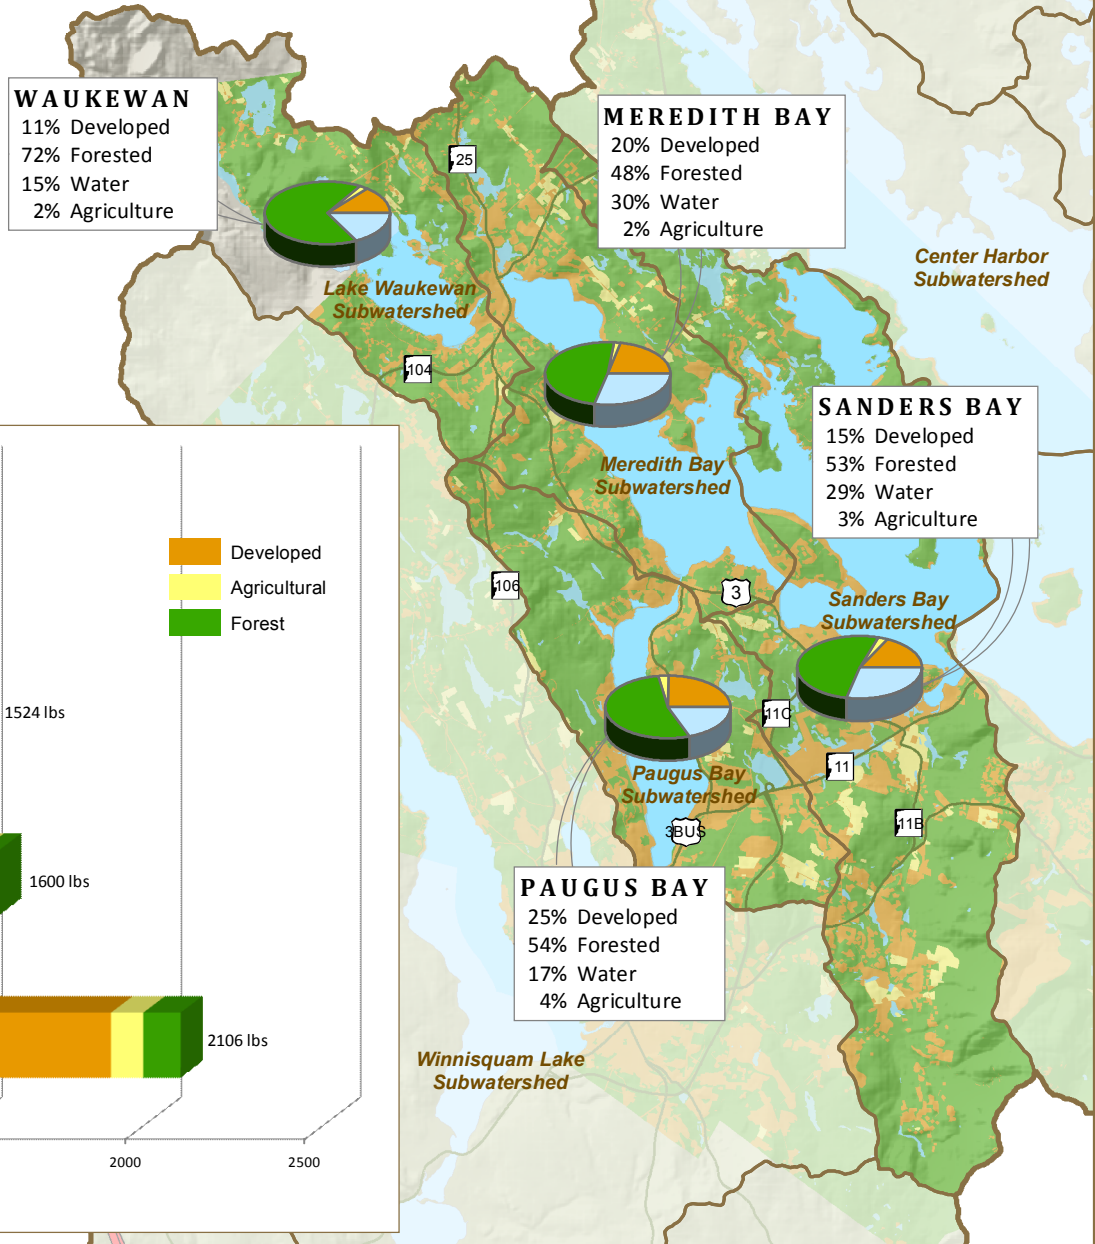 WAUKEWAN
11% Developed
72% Forested
15% Water
2% Agriculture
MEREDITH BAY
20% Developed
48% Forested
30% Water
2% Agriculture
25
Center Harbor
Subwatershed
Lake Waukewan
Subwatershed
104
SANDERS BAY
15% Developed
53% Forested
29% Water
3% Agriculture
Meredith Bay
Subwatershed
Developed
Agricultural
Forest
106
3
Sanders Bay
Subwatershed
1524 lbs
11C
11
Paugus Bay
Subwatershed
3BUS
11B
1600 lbs
PAUGUS BAY
25% Developed
54% Forested
17% Water
4% Agriculture
2106 lbs
Winnisquam Lake
Subwatershed
2000
2500